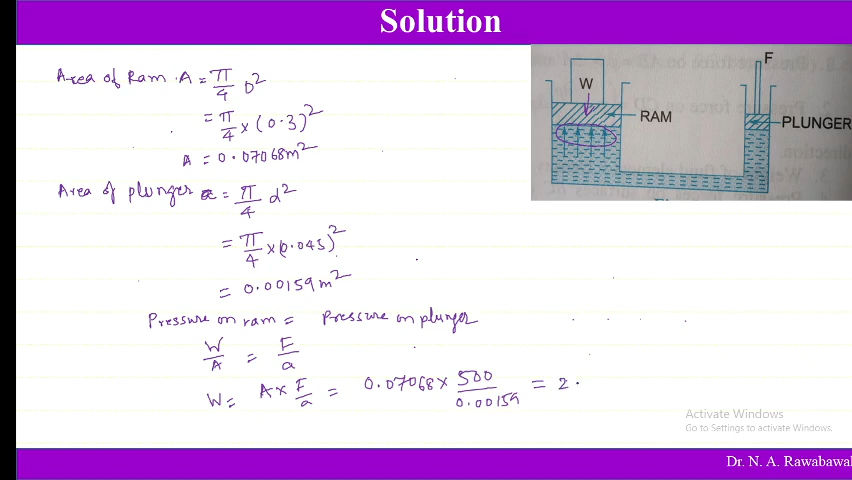 Solution
Area of Ram . A = π/4 D²
= π/4 × (0.3)²
A = 0.07068 m²
Area of plunger a = π/4 d²
= π/4 × (0.045)²
= 0.00159 m²
Pressure on ram = Pressure on plunger
W/A = F/a
W = A × F/a = 0.07068 × 500/0.00159 = 2.
F
W
RAM
PLUNGER
Activate Windows
Go to Settings to activate Windows.
Dr. N. A. Rawabawal